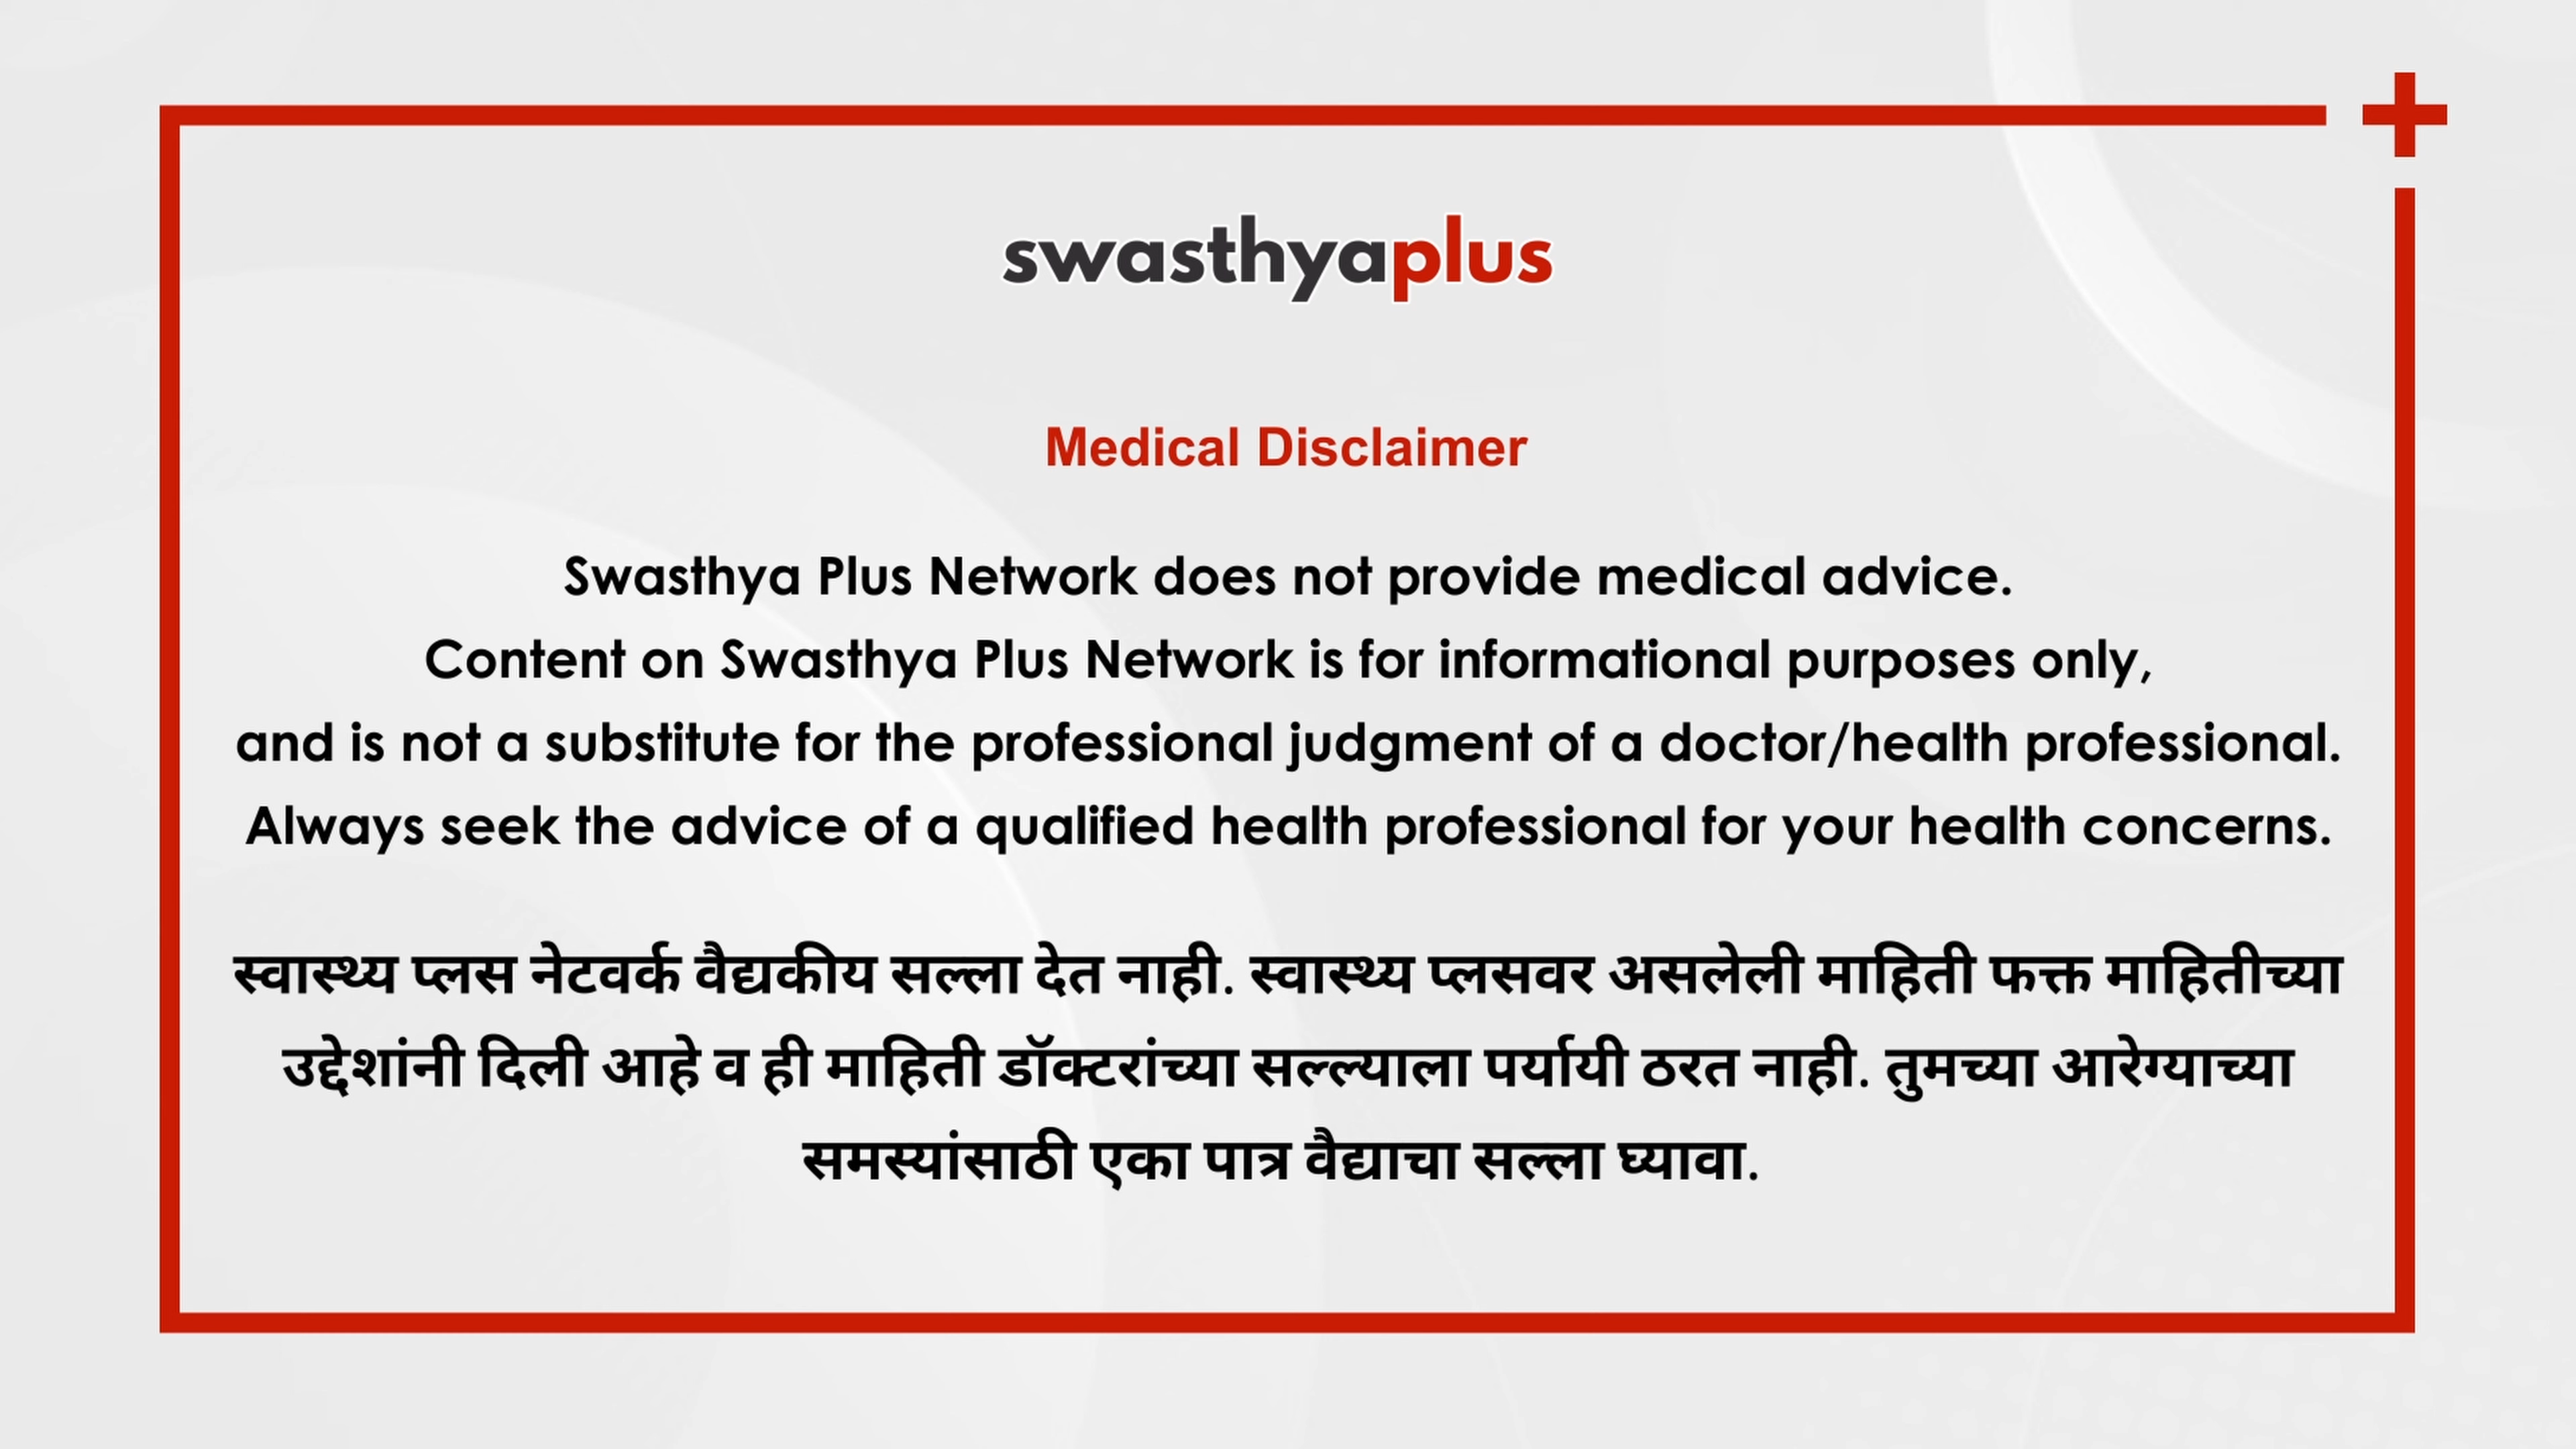 swasthyaplus
Medical Disclaimer
Swasthya Plus Network does not provide medical advice.
Content on Swasthya Plus Network is for informational purposes only,
and is not a substitute for the professional judgment of a doctor/health professional.
Always seek the advice of a qualified health professional for your health concerns.
स्वास्थ्य प्लस नेटवर्क वैद्यकीय सल्ला देत नाही. स्वास्थ्य प्लसवर असलेली माहिती फक्त माहितीच्या
उद्देशांनी दिली आहे व ही माहिती डॉक्टरांच्या सल्ल्याला पर्यायी ठरत नाही. तुमच्या आरेग्याच्या
समस्यांसाठी एका पात्र वैद्याचा सल्ला घ्यावा.